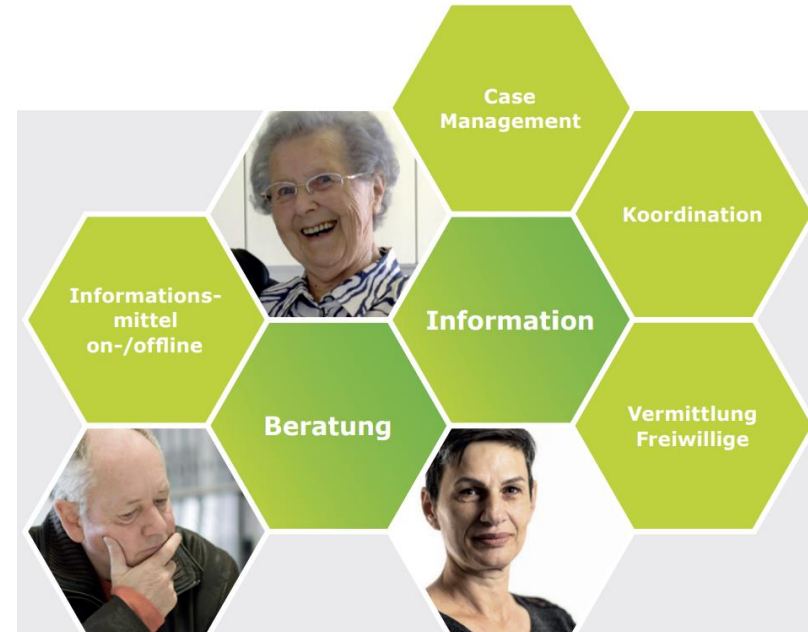 Case
Management
Koordination
Informations-
mittel
on-/offline
Information
Beratung
Vermittlung
Freiwillige